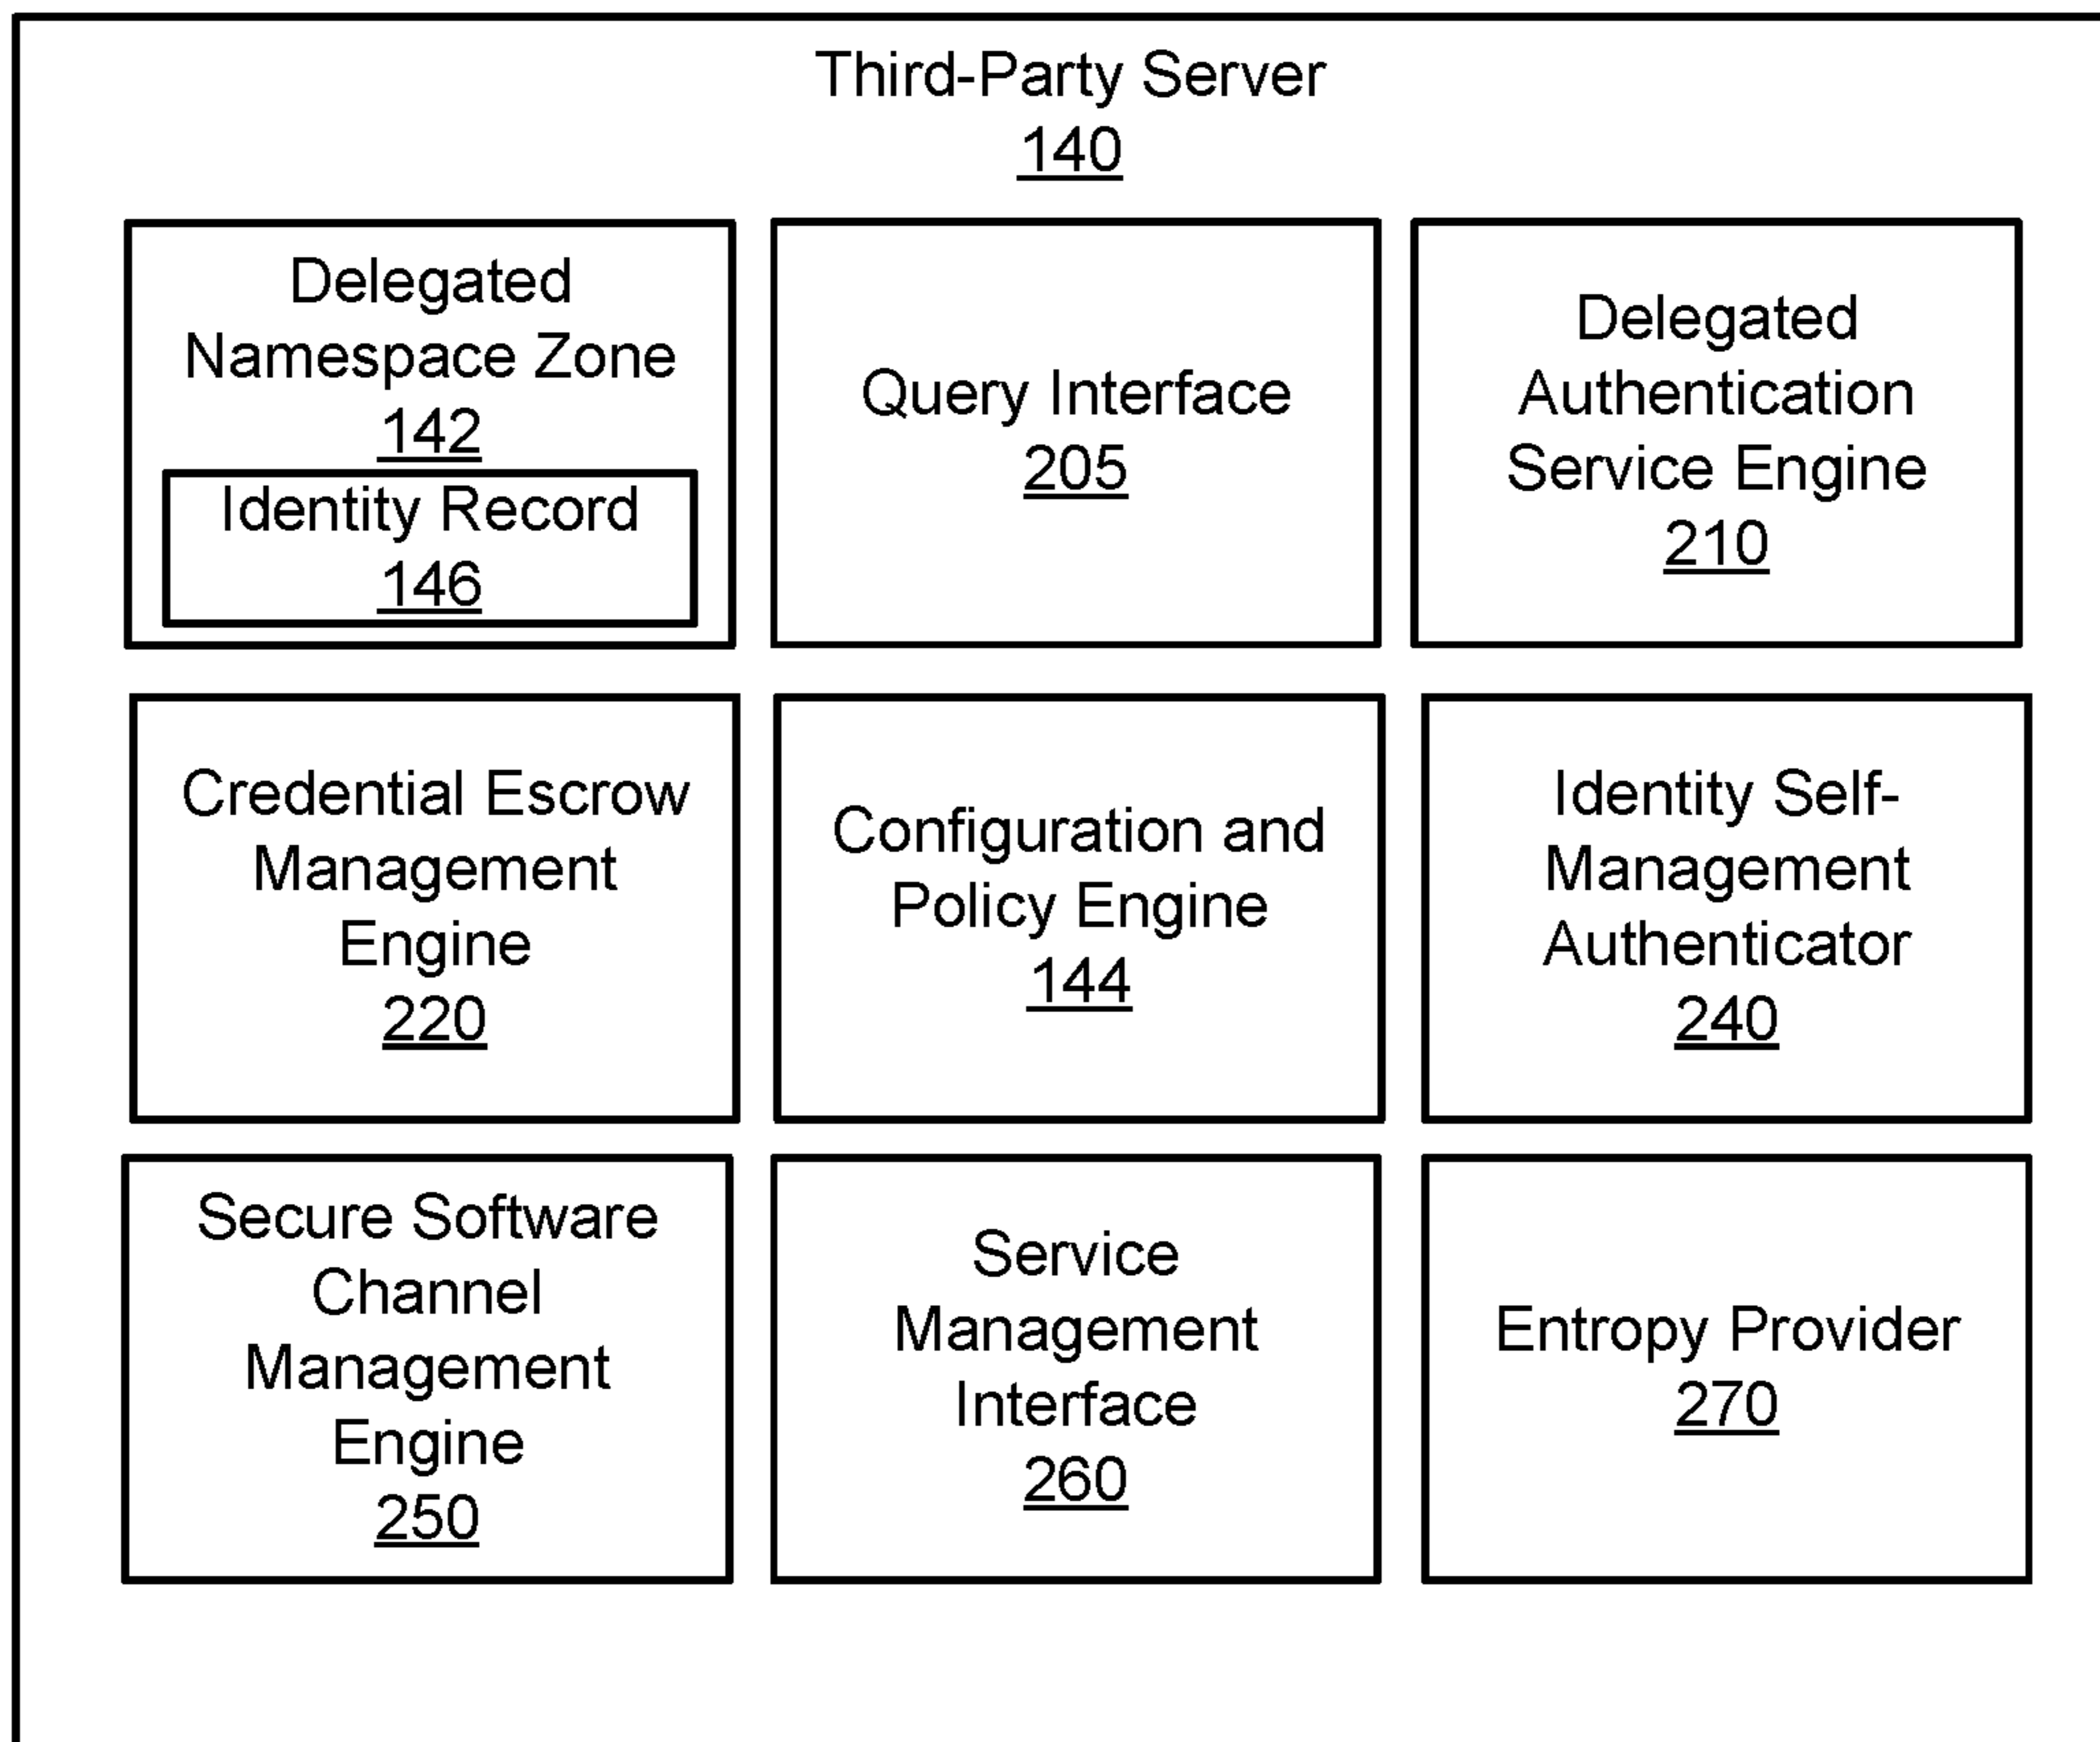 Third-Party Server
140
Delegated
Namespace Zone
142
Identity Record
146
Query Interface
205
Delegated
Authentication
Service Engine
210
Credential Escrow
Management
Engine
220
Configuration and
Policy Engine
144
Identity Self-
Management
Authenticator
240
Secure Software
Channel
Management
Engine
250
Service
Management
Interface
260
Entropy Provider
270